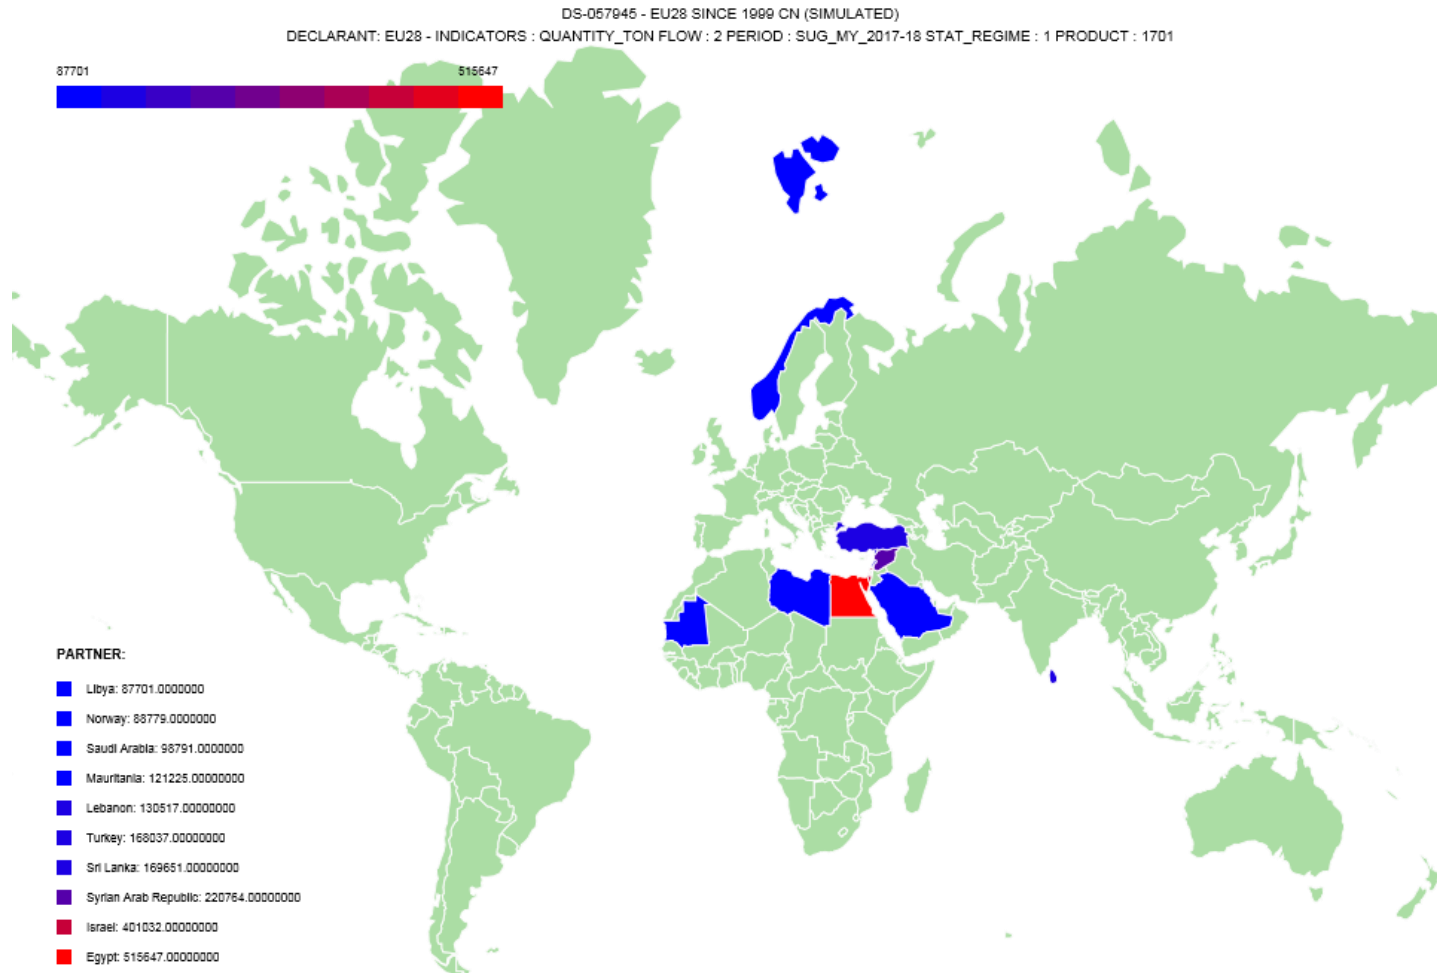 DS-057945 - EU28 SINCE 1999 CN (SIMULATED)
DECLARANT: EU28 - INDICATORS : QUANTITY_TON FLOW : 2 PERIOD : SUG_MY_2017-18 STAT_REGIME : 1 PRODUCT : 1701
87701 515647
PARTNER:
Libya: 87701.0000000
Norway: 88779.0000000
Saudi Arabia: 98791.0000000
Mauritania: 121225.00000000
Lebanon: 130517.00000000
Turkey: 168037.00000000
Sri Lanka: 169651.00000000
Syrian Arab Republic: 220764.00000000
Israel: 401032.00000000
Egypt: 515647.00000000